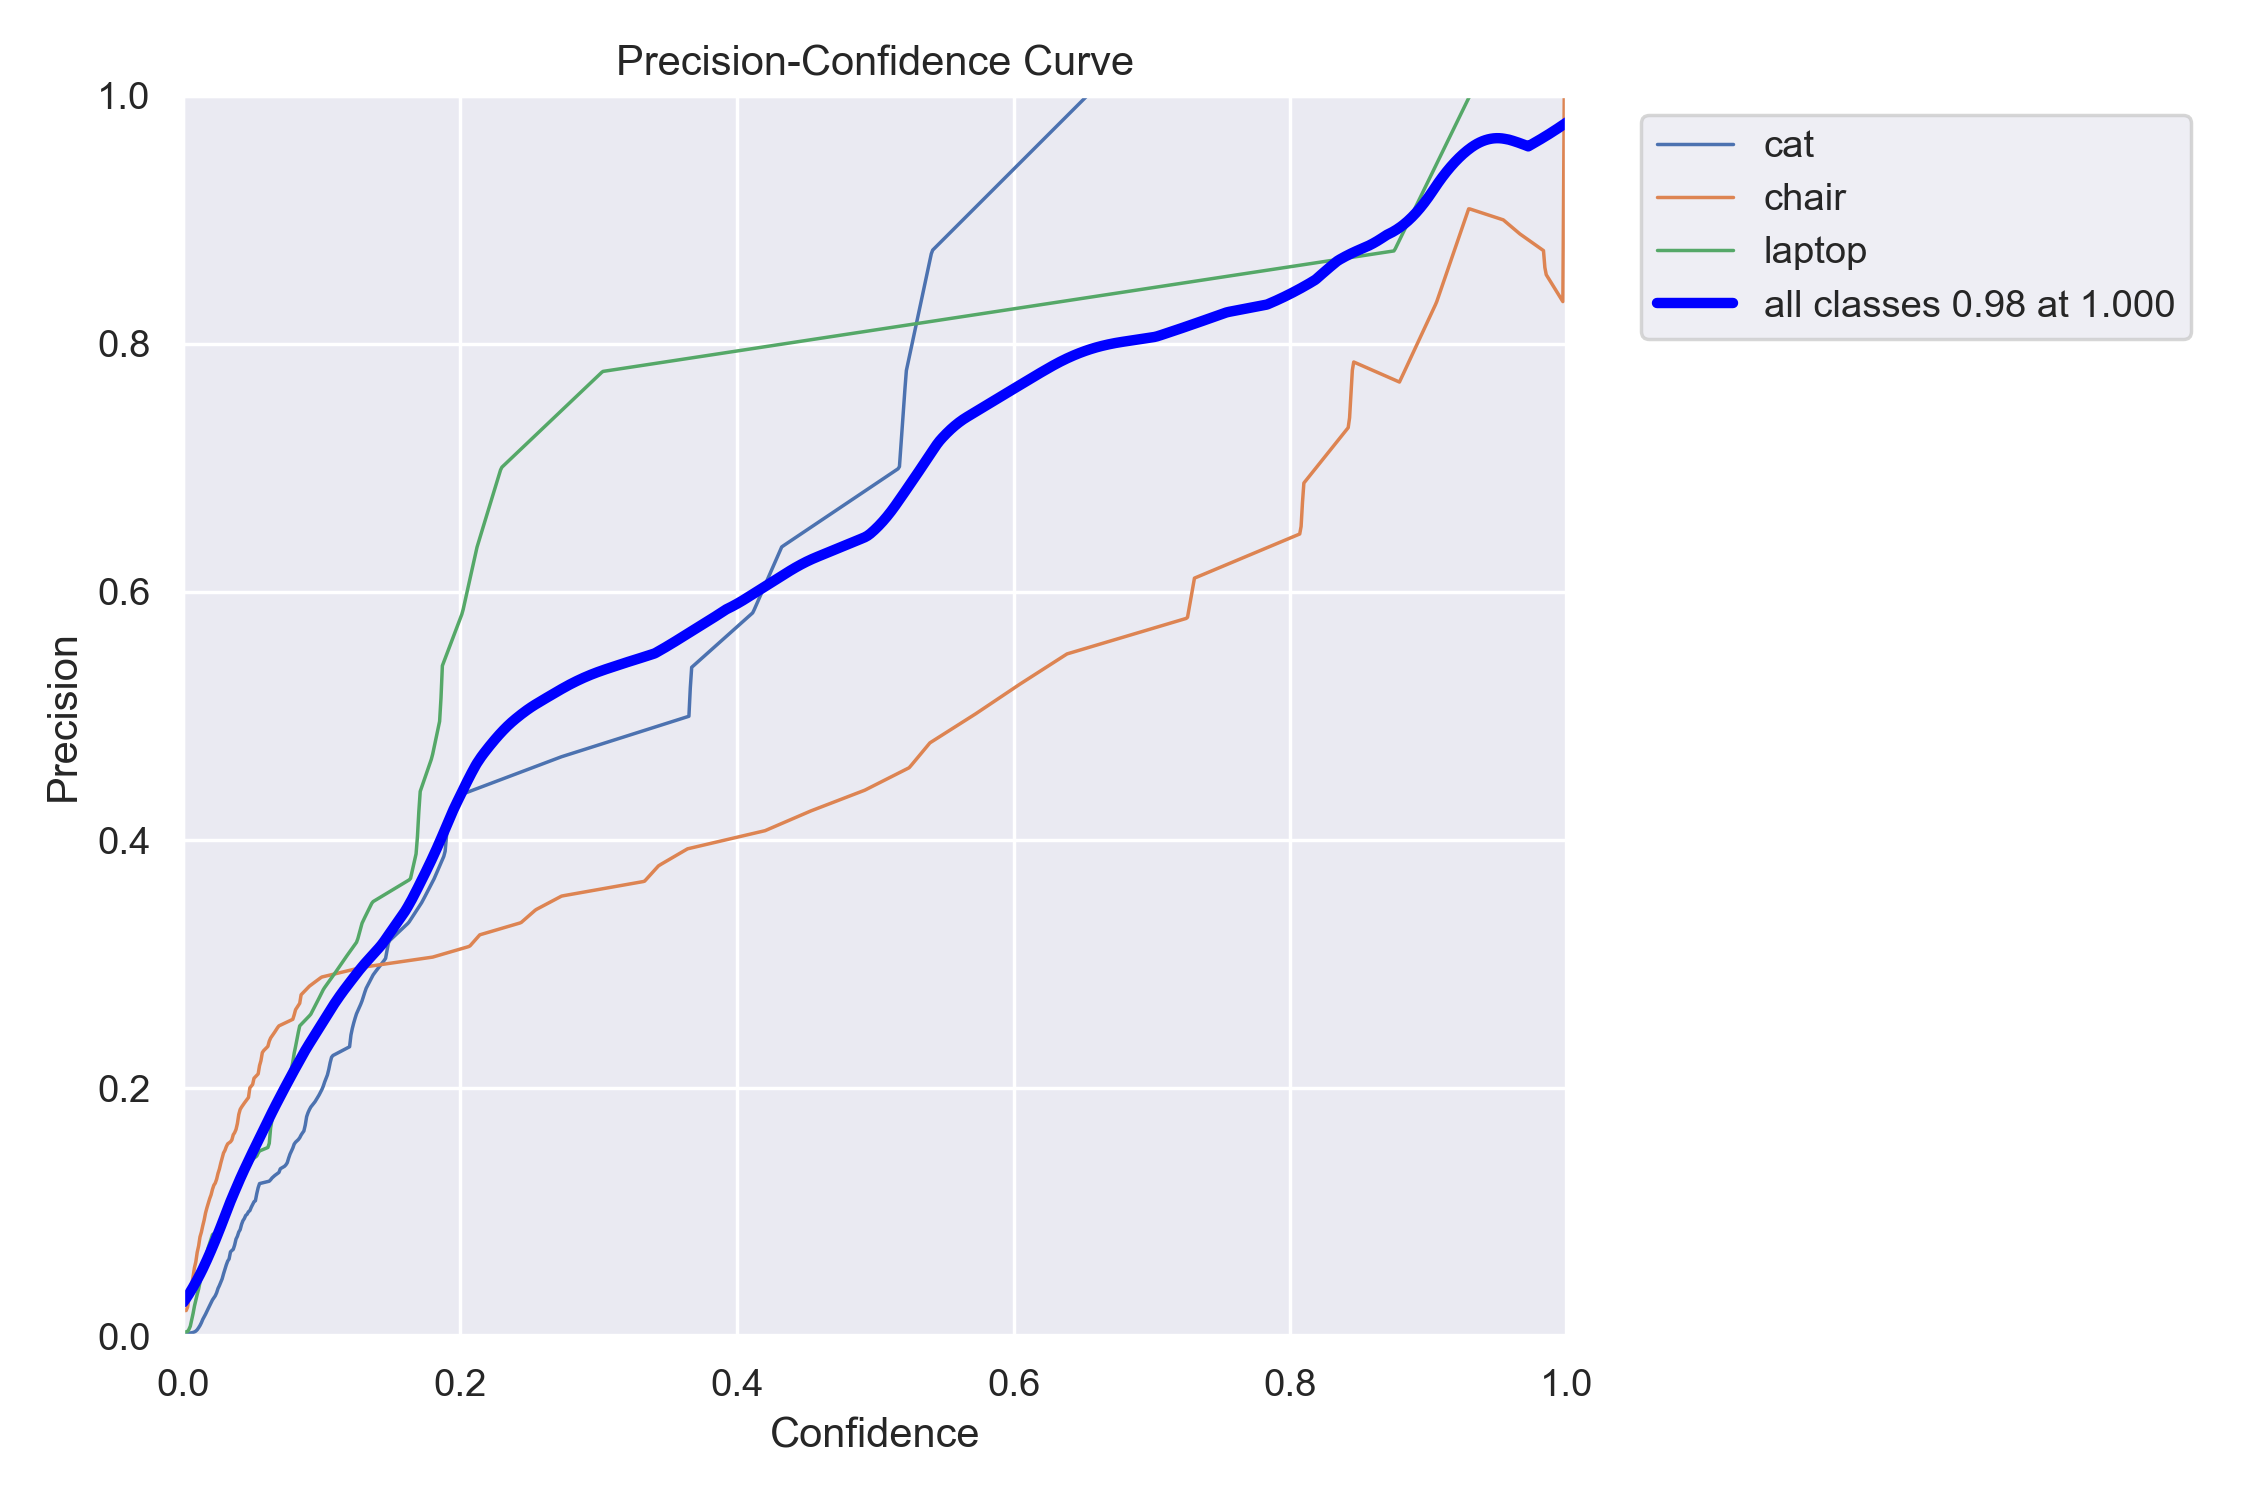 Precision-Confidence Curve
1.0
0.8
0.6
0.4
0.2
0.0
Precision
0.0 0.2 0.4 0.6 0.8 1.0
Confidence
cat
chair
laptop
all classes 0.98 at 1.000